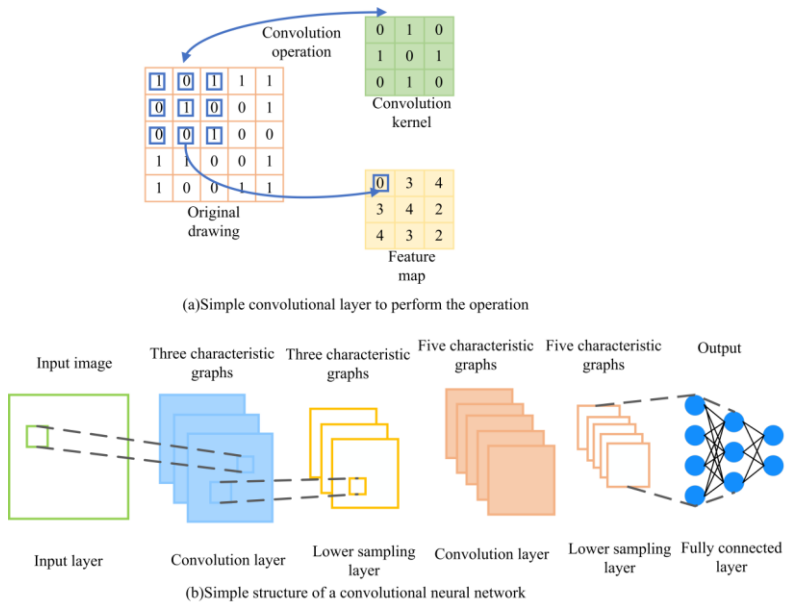 Convolution
operation
0 1 0
1 0 1
0 1 0
Convolution
kernel
1 0 1 1 1
0 1 0 0 1
0 0 1 0 0
1 1 0 0 1
1 0 0 1 1
Original
drawing
0 3 4
3 4 2
4 3 2
Feature
map
(a)Simple convolutional layer to perform the operation
Input image
Three characteristic
graphs
Three characteristic
graphs
Five characteristic
graphs
Five characteristic
graphs
Output
Input layer
Convolution layer
Lower sampling
layer
Convolution layer
Lower sampling
layer
Fully connected
layer
(b)Simple structure of a convolutional neural network